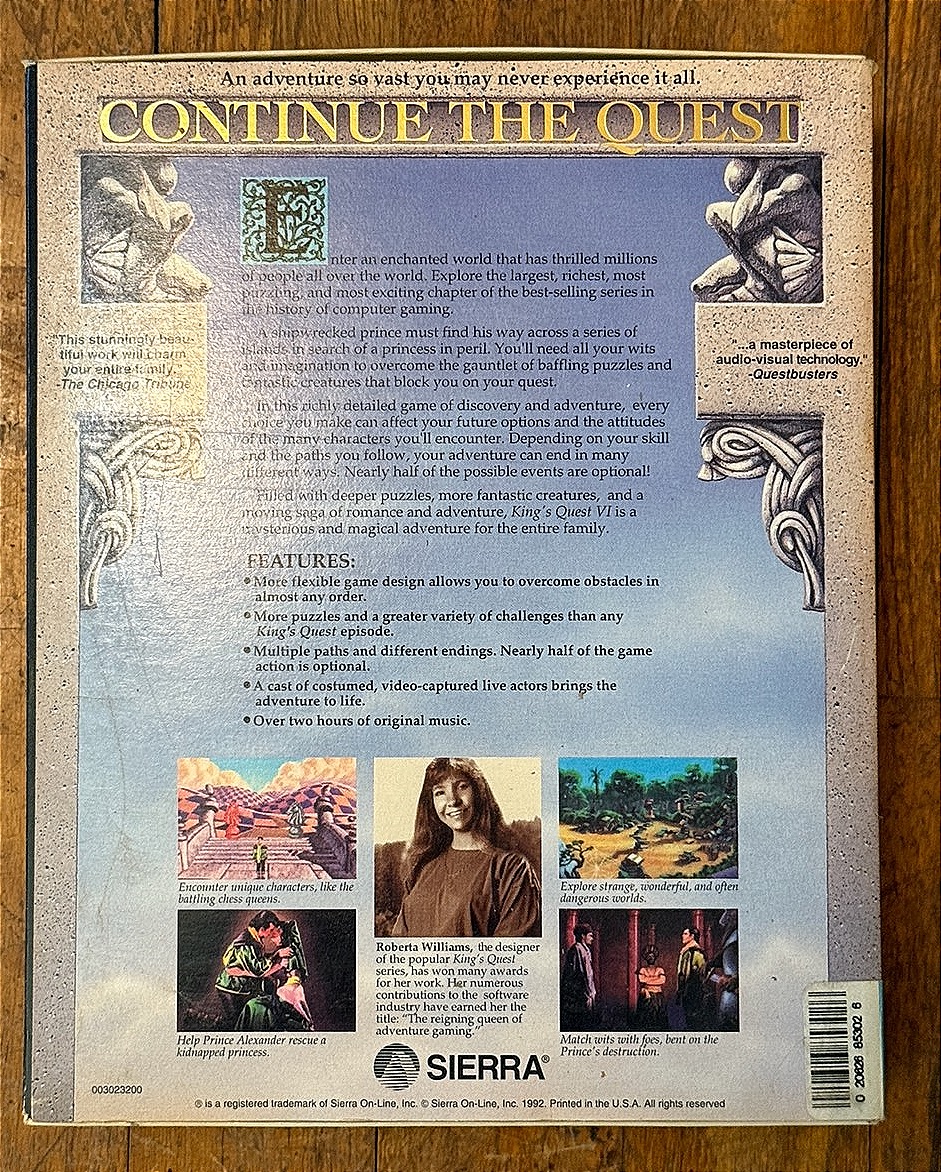 An adventure so vast you may never experience it all.
CONTINUE THE QUEST
Enter an enchanted world that has thrilled millions
of people all over the world. Explore the largest, richest, most
puzzling, and most exciting chapter of the best-selling series in
the history of computer gaming.
A shipwrecked prince must find his way across a series of
islands in search of a princess in peril. You'll need all your wits
and imagination to overcome the gauntlet of baffling puzzles and
fantastic creatures that block you on your quest.
In this richly detailed game of discovery and adventure, every
choice you make can affect your future options and the attitudes
of the many characters you'll encounter. Depending on your skill
and the paths you follow, your adventure can end in many
different ways. Nearly half of the possible events are optional!
Filled with deeper puzzles, more fantastic creatures, and a
moving saga of romance and adventure, King's Quest VI is a
mysterious and magical adventure for the entire family.
"This stunningly beau-
tiful work will charm
your entire family."
-The Chicago Tribune
"...a masterpiece of
audio-visual technology."
-Questbusters
FEATURES:
• More flexible game design allows you to overcome obstacles in
almost any order.
• More puzzles and a greater variety of challenges than any
King's Quest episode.
• Multiple paths and different endings. Nearly half of the game
action is optional.
• A cast of costumed, video-captured live actors brings the
adventure to life.
• Over two hours of original music.
Encounter unique characters, like the
battling chess queens.
Explore strange, wonderful, and often
dangerous worlds.
Help Prince Alexander rescue a
kidnapped princess.
Roberta Williams, the designer
of the popular King's Quest
series, has won many awards
for her work. Her numerous
contributions to the software
industry have earned her the
title: "The reigning queen of
adventure gaming."
Match wits with foes, bent on the
Prince's destruction.
SIERRA®
003023200
® is a registered trademark of Sierra On-Line, Inc. © Sierra On-Line, Inc. 1992. Printed in the U.S.A. All rights reserved
0 20626 85302 6